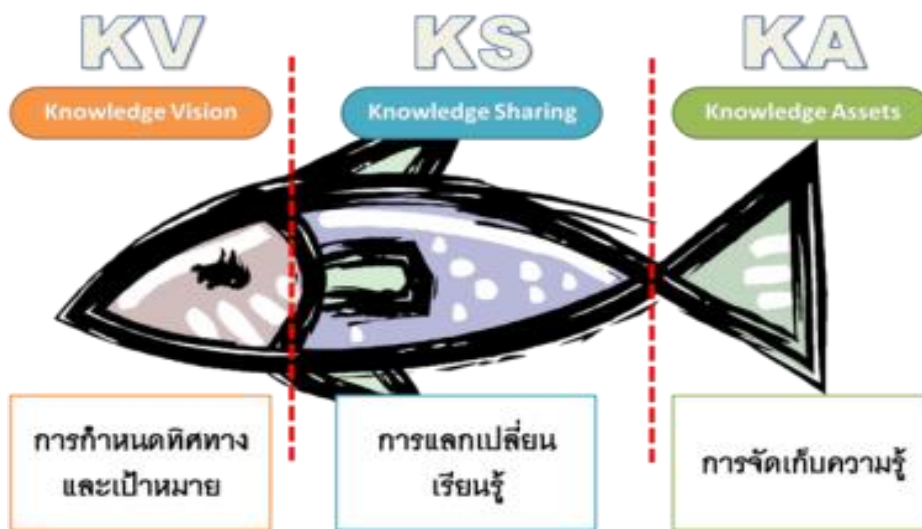 KV
KS
KA
Knowledge Vision
Knowledge Sharing
Knowledge Assets
การกำหนดทิศทาง
และเป้าหมาย
การแลกเปลี่ยน
เรียนรู้
การจัดเก็บความรู้